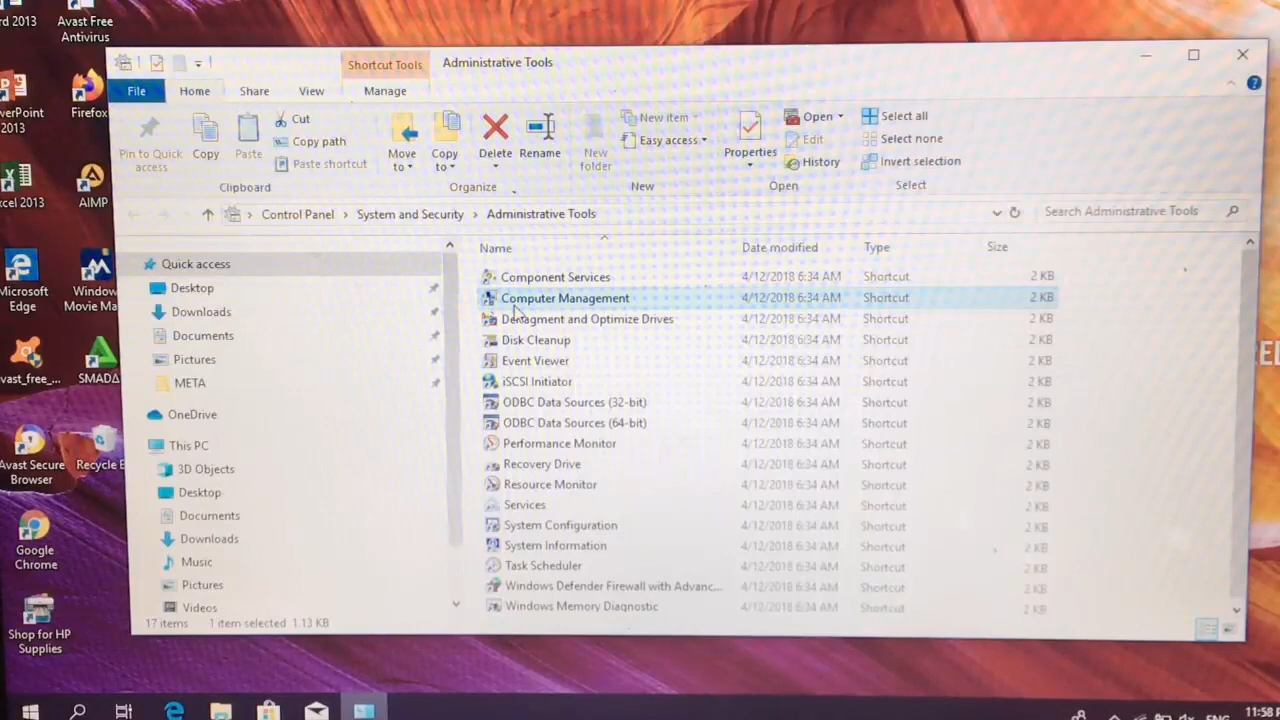 rd 2013
Avast Free
Antivirus
werPoint
2013
Firefox
xcel 2013
AIMP
Microsoft
Edge
Window
Movie Ma
avast_free_...
SMADΔ
Avast Secure
Browser
Recycle B
Google
Chrome
Shop for HP
Supplies
Shortcut Tools
Administrative Tools
File
Home
Share
View
Manage
Pin to Quick
access
Copy
Paste
Cut
Copy path
Paste shortcut
Clipboard
Move
to
Copy
to
Delete
Rename
Organize
New
folder
New item
Easy access
New
Properties
Open
Edit
History
Open
Select all
Select none
Invert selection
Select
Control Panel > System and Security > Administrative Tools
Search Administrative Tools
Quick access
Desktop
Downloads
Documents
Pictures
META
OneDrive
This PC
3D Objects
Desktop
Documents
Downloads
Music
Pictures
Videos
Name Date modified Type Size
Component Services 4/12/2018 6:34 AM Shortcut 2 KB
Computer Management 4/12/2018 6:34 AM Shortcut 2 KB
Defragment and Optimize Drives 4/12/2018 6:34 AM Shortcut 2 KB
Disk Cleanup 4/12/2018 6:34 AM Shortcut 2 KB
Event Viewer 4/12/2018 6:34 AM Shortcut 2 KB
iSCSI Initiator 4/12/2018 6:34 AM Shortcut 2 KB
ODBC Data Sources (32-bit) 4/12/2018 6:34 AM Shortcut 2 KB
ODBC Data Sources (64-bit) 4/12/2018 6:34 AM Shortcut 2 KB
Performance Monitor 4/12/2018 6:34 AM Shortcut 2 KB
Recovery Drive 4/12/2018 6:34 AM Shortcut 2 KB
Resource Monitor 4/12/2018 6:34 AM Shortcut 2 KB
Services 4/12/2018 6:34 AM Shortcut 2 KB
System Configuration 4/12/2018 6:34 AM Shortcut 2 KB
System Information 4/12/2018 6:34 AM Shortcut 2 KB
Task Scheduler 4/12/2018 6:34 AM Shortcut 2 KB
Windows Defender Firewall with Advanc... 4/12/2018 6:34 AM Shortcut 2 KB
Windows Memory Diagnostic 4/12/2018 6:34 AM Shortcut 2 KB
17 items 1 item selected 1.13 KB
ENG
11:58